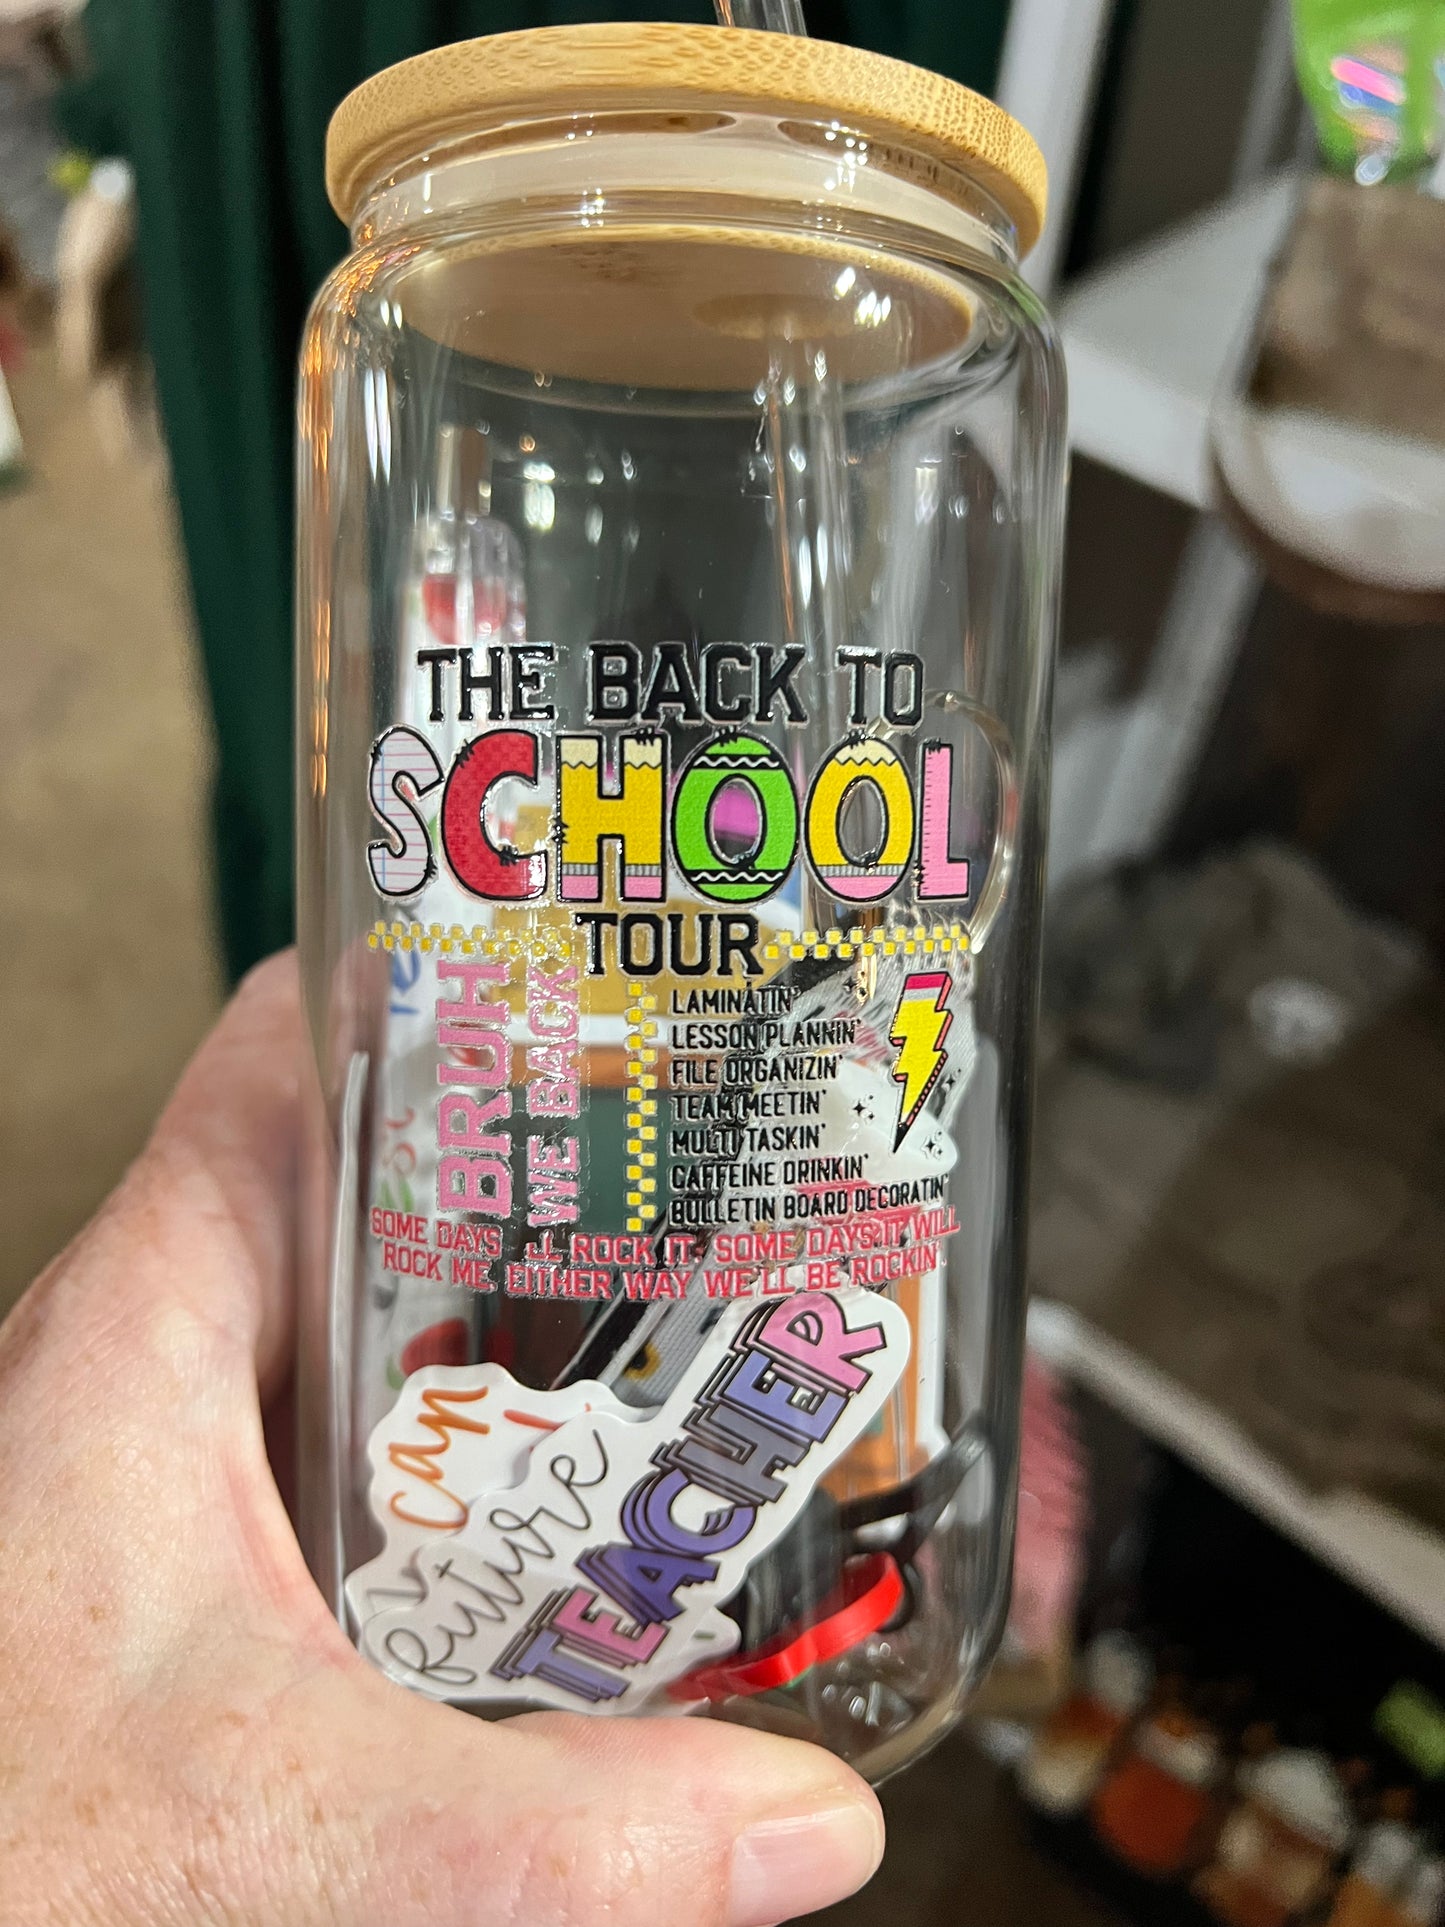 THE BACK TO
SCHOOL
TOUR
BRUH
WE BACK
LAMINATIN'
LESSON PLANNIN'
FILE ORGANIZIN'
TEAM MEETIN'
MULTI TASKIN'
CAFFEINE DRINKIN'
BULLETIN BOARD DECORATIN'
SOME DAYS ROCK IT. SOME DAYS IT WILL
ROCK ME. EITHER WAY WE'LL BE ROCKIN'.
can
future
TEACHER